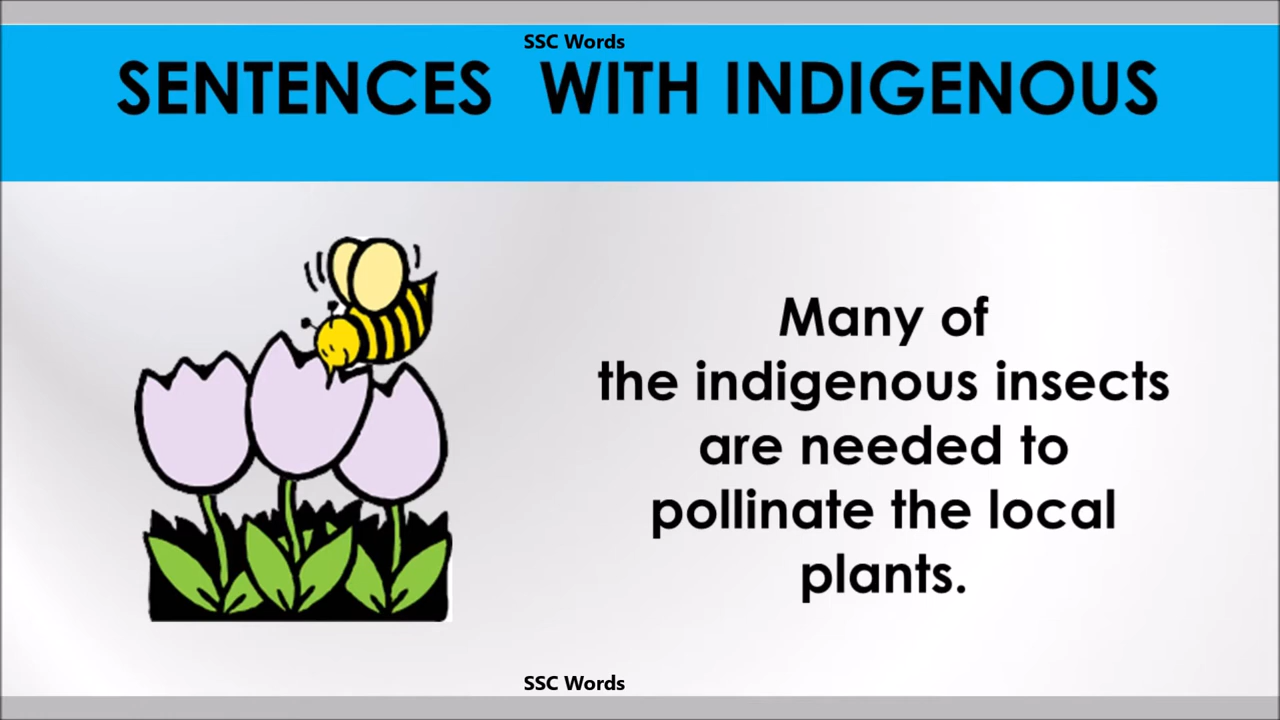 SSC Words
SENTENCES WITH INDIGENOUS
Many of
the indigenous insects
are needed to
pollinate the local
plants.
SSC Words